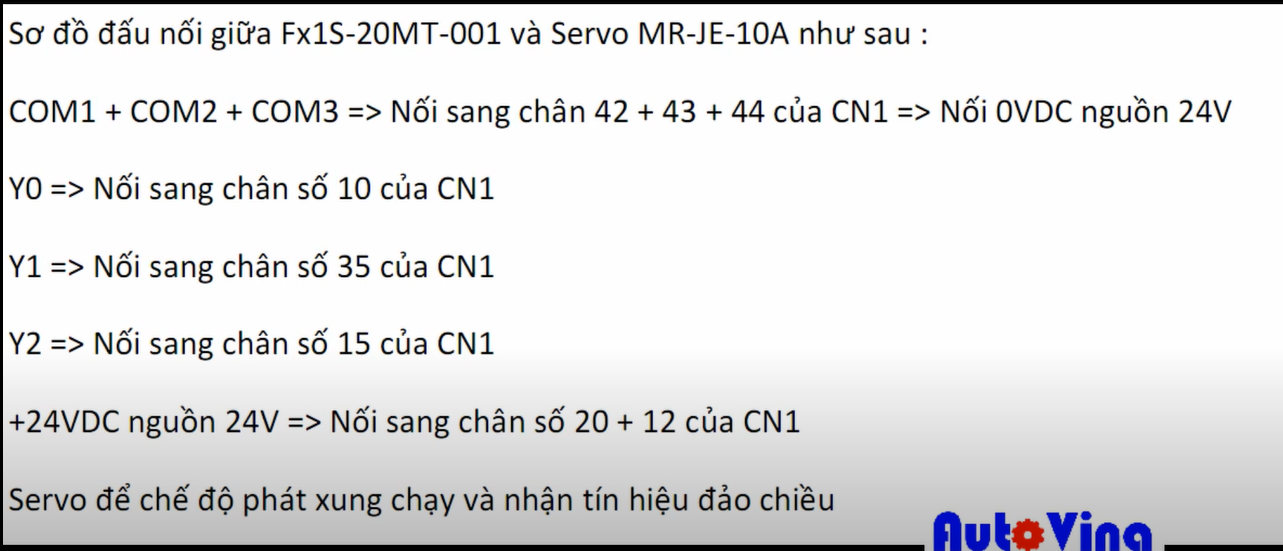 Sơ đồ đấu nối giữa Fx1S-20MT-001 và Servo MR-JE-10A như sau :
COM1 + COM2 + COM3 => Nối sang chân 42 + 43 + 44 của CN1 => Nối 0VDC nguồn 24V
Y0 => Nối sang chân số 10 của CN1
Y1 => Nối sang chân số 35 của CN1
Y2 => Nối sang chân số 15 của CN1
+24VDC nguồn 24V => Nối sang chân số 20 + 12 của CN1
Servo để chế độ phát xung chạy và nhận tín hiệu đảo chiều
AutoVina